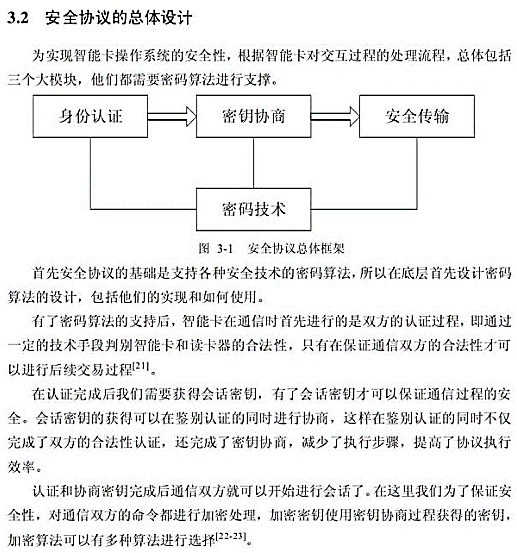 3.2 安全协议的总体设计
为实现智能卡操作系统的安全性，根据智能卡对交互过程的处理流程，总体包括
三个大模块，他们都需要密码算法进行支撑。
身份认证
密钥协商
安全传输
密码技术
图 3-1 安全协议总体框架
首先安全协议的基础是支持各种安全技术的密码算法，所以在底层首先设计密码
算法的设计，包括他们的实现和如何使用。
有了密码算法的支持后，智能卡在通信时首先进行的是双方的认证过程，即通过
一定的技术手段判别智能卡和读卡器的合法性，只有在保证通信双方的合法性才可
以进行后续交易过程[21]。
在认证完成后我们需要获得会话密钥，有了会话密钥才可以保证通信过程的安
全。会话密钥的获得可以在鉴别认证的同时进行协商，这样在鉴别认证的同时不仅
完成了双方的合法性认证，还完成了密钥协商，减少了执行步骤，提高了协议执行
效率。
认证和协商密钥完成后通信双方就可以开始进行会话了。在这里我们为了保证安
全性，对通信双方的命令都进行加密处理，加密密钥使用密钥协商过程获得的密钥，
加密算法可以有多种算法进行选择[22-23]。